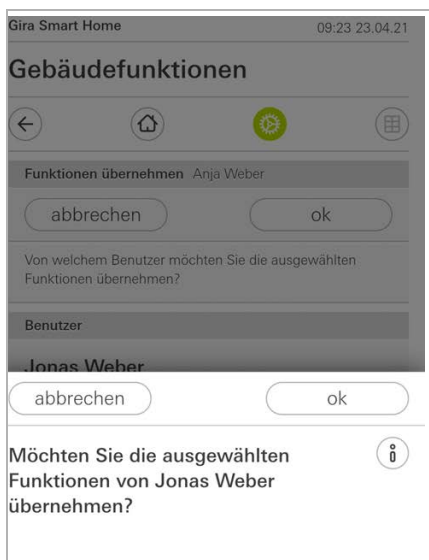 Gira Smart Home 09:23 23.04.21
Gebäudefunktionen
Funktionen übernehmen Anja Weber
abbrechen ok
Von welchem Benutzer möchten Sie die ausgewählten
Funktionen übernehmen?
Benutzer
Jonas Weber
abbrechen ok
Möchten Sie die ausgewählten
Funktionen von Jonas Weber
übernehmen?